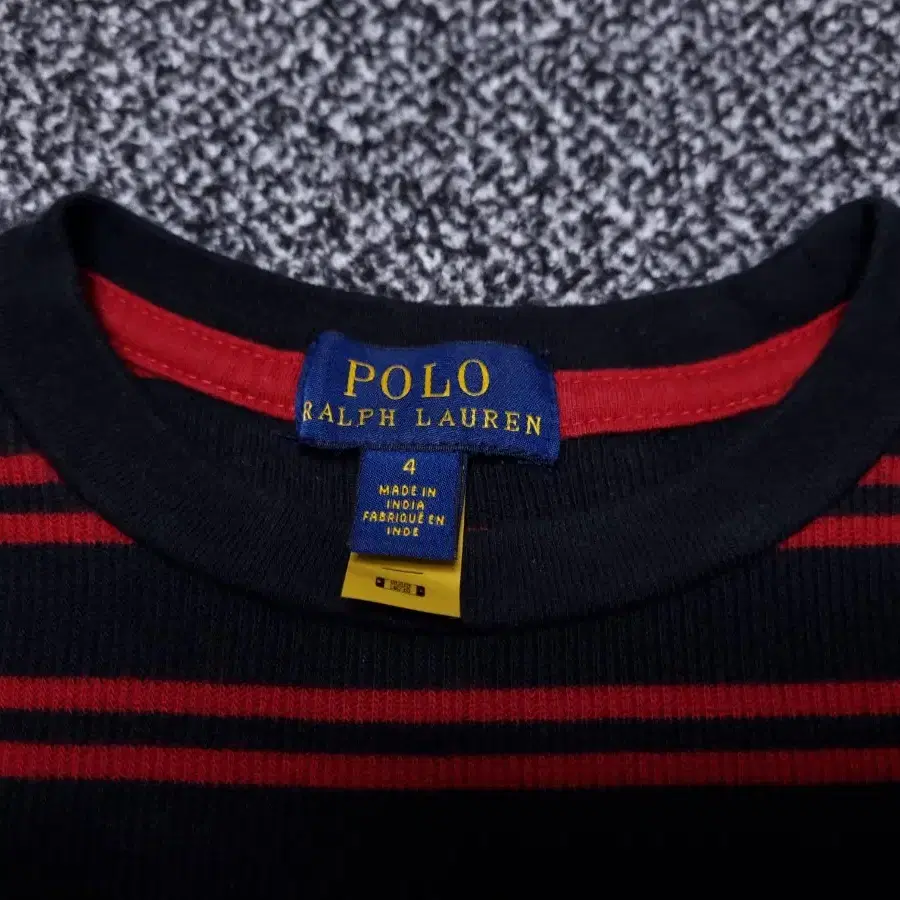 POLO
RALPH LAUREN
4
MADE IN
INDIA
FABRIQUÉ EN
INDE